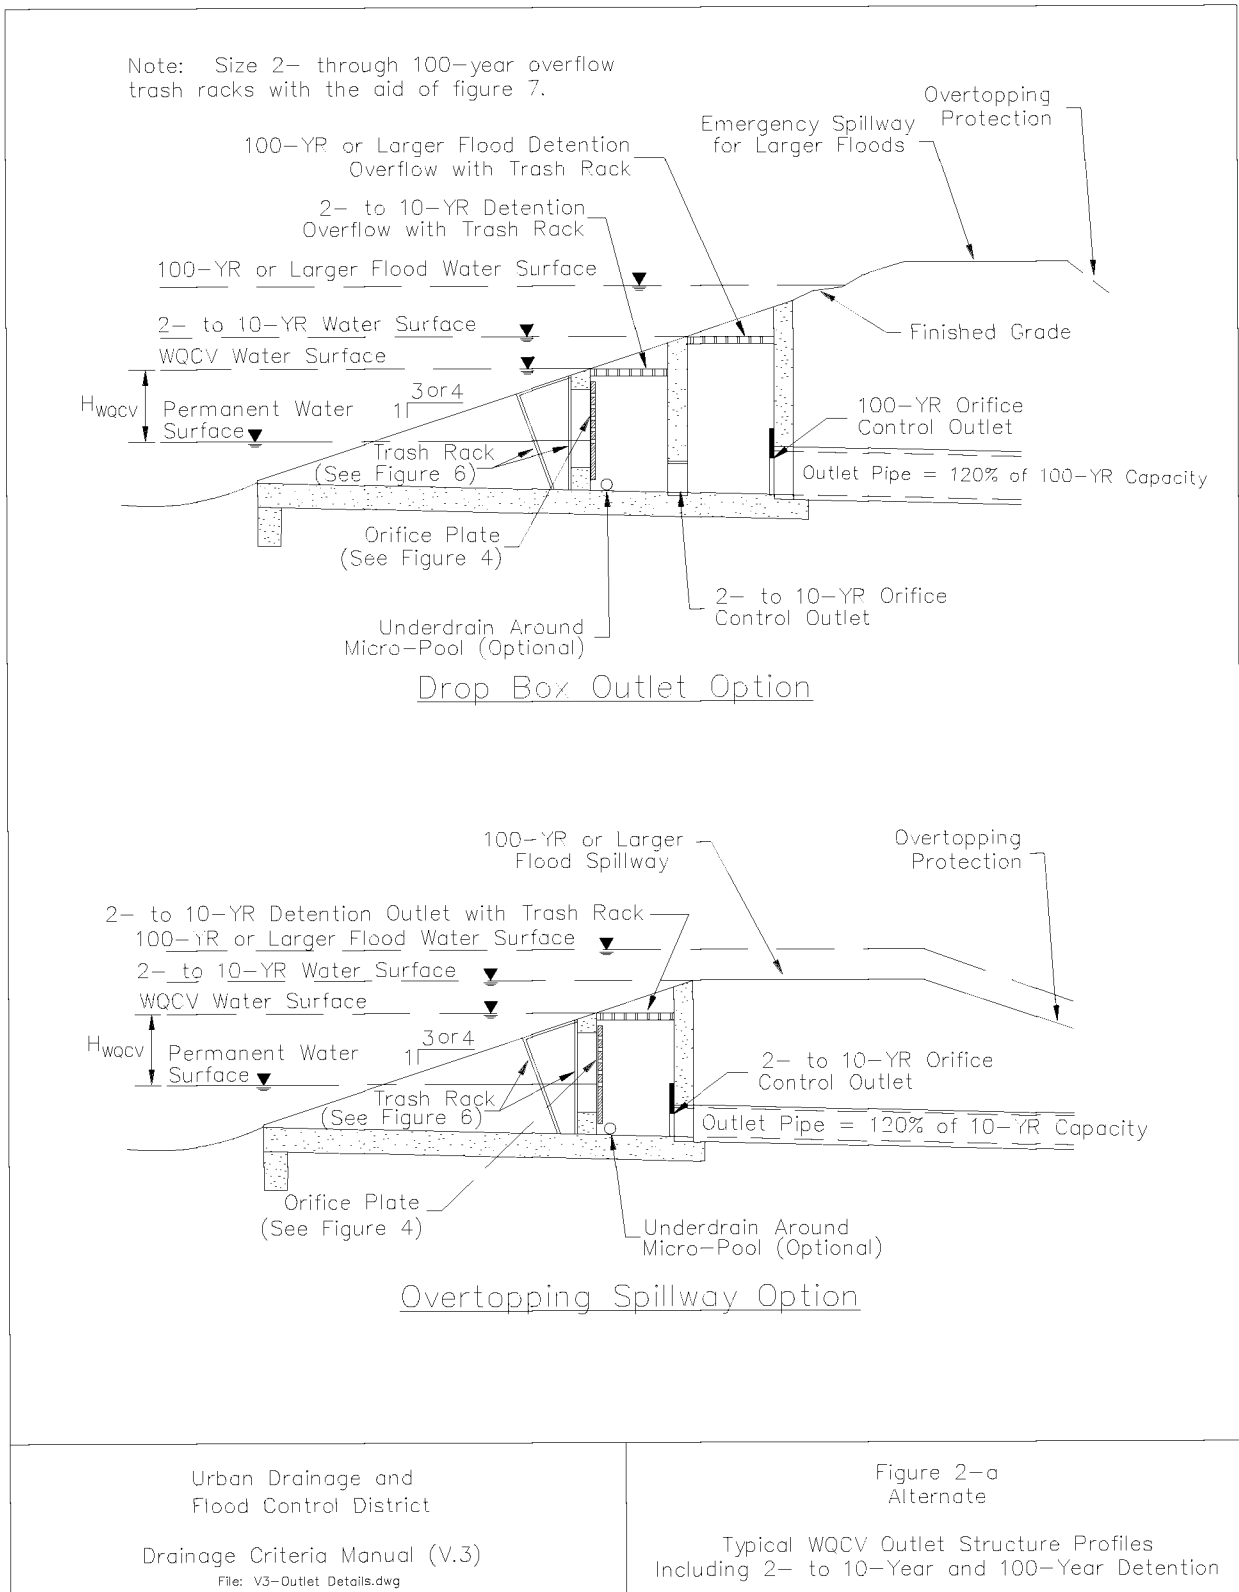 Note: Size 2- through 100-year overflow
trash racks with the aid of figure 7.
Overtopping
Protection
Emergency Spillway
for Larger Floods
100-YR or Larger Flood Detention
Overflow with Trash Rack
2- to 10-YR Detention
Overflow with Trash Rack
100-YR or Larger Flood Water Surface
2- to 10-YR Water Surface
Finished Grade
WQCV Water Surface
3 or 4
1
HWQCV
Permanent Water
Surface
100-YR Orifice
Control Outlet
Trash Rack
(See Figure 6)
Outlet Pipe = 120% of 100-YR Capacity
Orifice Plate
(See Figure 4)
2- to 10-YR Orifice
Control Outlet
Underdrain Around
Micro-Pool (Optional)
Drop Box Outlet Option
100-YR or Larger
Flood Spillway
Overtopping
Protection
2- to 10-YR Detention Outlet with Trash Rack
100-YR or Larger Flood Water Surface
2- to 10-YR Water Surface
WQCV Water Surface
3 or 4
1
HWQCV
Permanent Water
Surface
2- to 10-YR Orifice
Control Outlet
Trash Rack
(See Figure 6)
Outlet Pipe = 120% of 10-YR Capacity
Orifice Plate
(See Figure 4)
Underdrain Around
Micro-Pool (Optional)
Overtopping Spillway Option
Urban Drainage and
Flood Control District
Drainage Criteria Manual (V.3)
File: V3-Outlet Details.dwg
Figure 2-a
Alternate
Typical WQCV Outlet Structure Profiles
Including 2- to 10-Year and 100-Year Detention